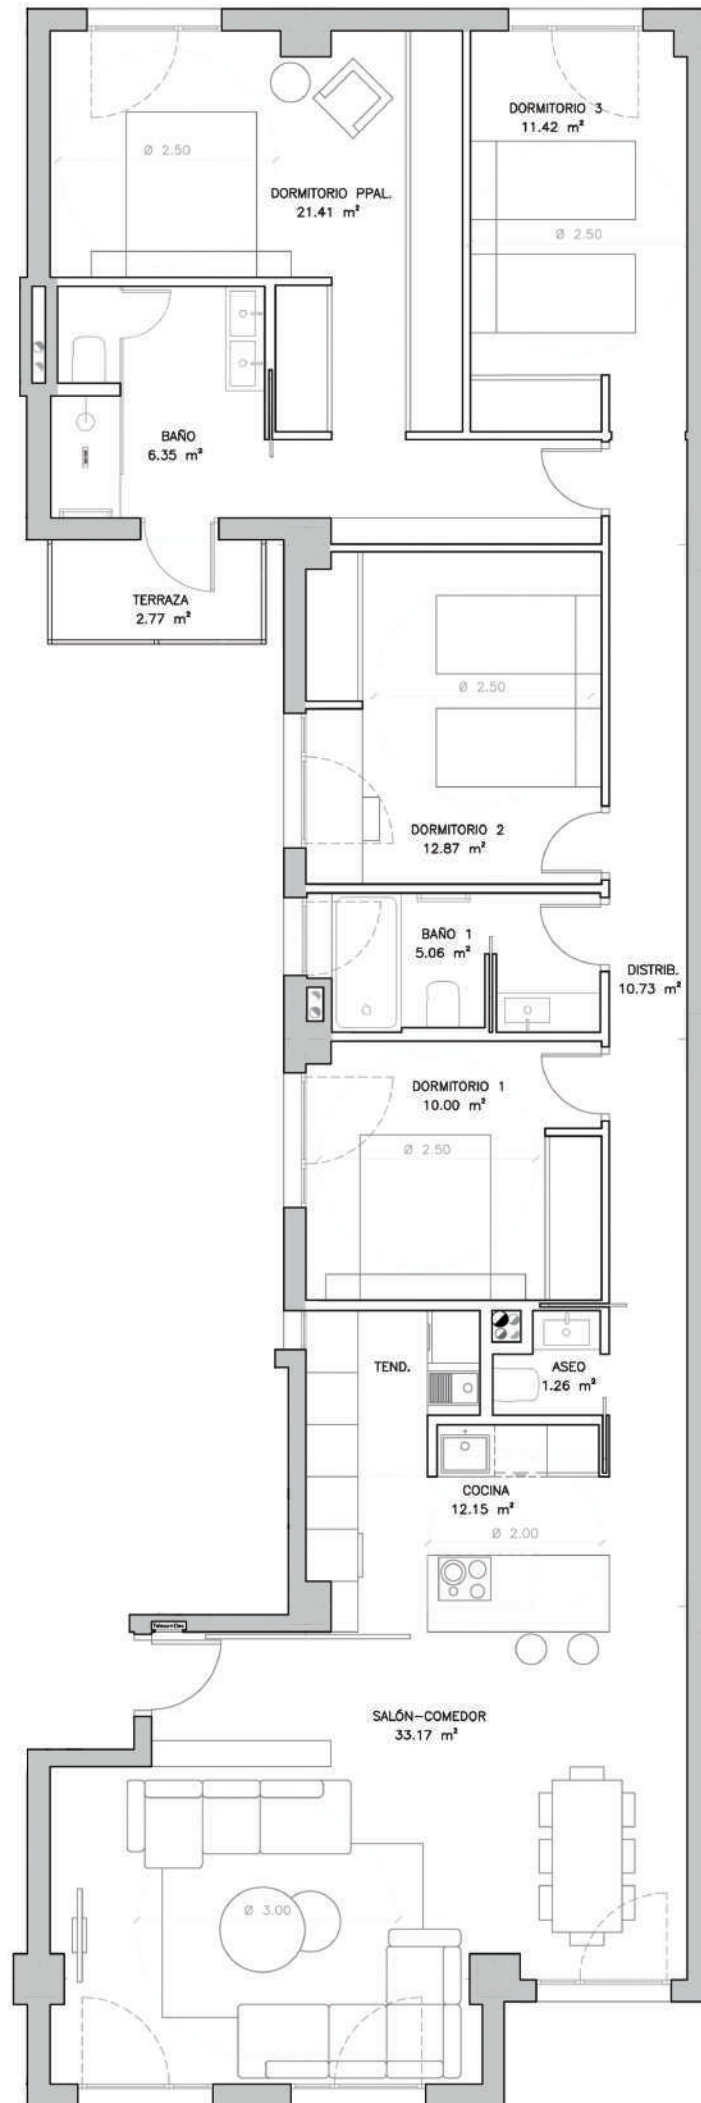 DORMITORIO 3
11.42 m²
Ø 2.50
DORMITORIO PPAL.
21.41 m²
Ø 2.50
BAÑO
6.35 m²
TERRAZA
2.77 m²
Ø 2.50
DORMITORIO 2
12.87 m²
BAÑO 1
5.06 m²
DISTRIB.
10.73 m²
DORMITORIO 1
10.00 m²
Ø 2.50
TEND.
ASEO
1.26 m²
COCINA
12.15 m²
Ø 2.00
SALÓN-COMEDOR
33.17 m²
Ø 3.00